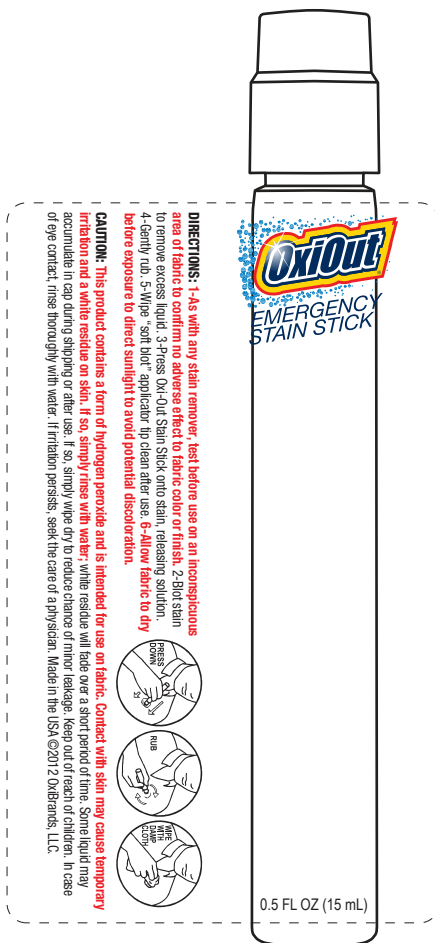 OxiOut
EMERGENCY
STAIN STICK
0.5 FL OZ (15 mL)
DIRECTIONS: 1-As with any stain remover, test before use on an inconspicuous
area of fabric to confirm no adverse effect to fabric color or finish. 2-Blot stain
to remove excess liquid. 3-Press Oxi-Out Stain Stick onto stain, releasing solution.
4-Gently rub. 5-Wipe “soft blot” applicator tip clean after use. 6-Allow fabric to dry
before exposure to direct sunlight to avoid potential discoloration.
PRESS
DOWN
RUB
WIPE
WITH
DAMP
CLOTH
CAUTION: This product contains a form of hydrogen peroxide and is intended for use on fabric. Contact with skin may cause temporary
irritation and a white residue on skin. If so, simply rinse with water; white residue will fade over a short period of time. Some liquid may
accumulate in cap during shipping or after use. If so, simply wipe dry to reduce chance of minor leakage. Keep out of reach of children. In case
of eye contact, rinse thoroughly with water. If irritation persists, seek the care of a physician. Made in the USA ©2012 OxiBrands, LLC.